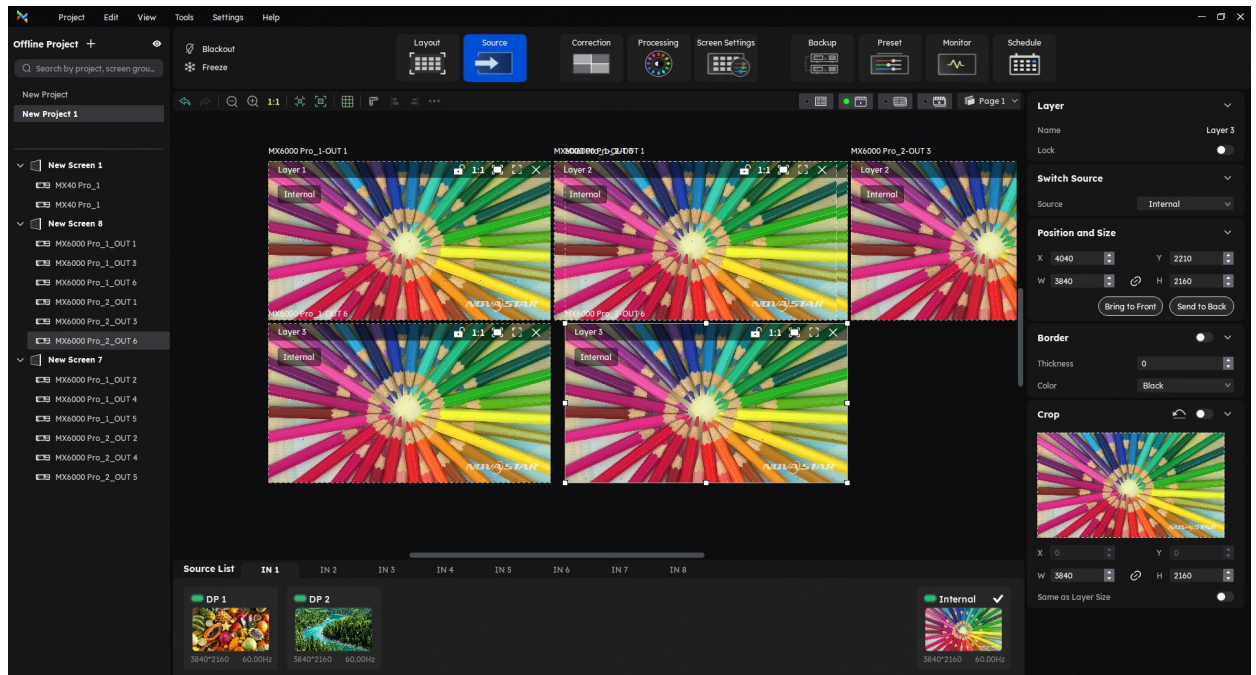 Project Edit View Tools Settings Help
Offline Project +
Search by project, screen grou...
New Project
New Project 1
New Screen 1
MX40 Pro_1
MX40 Pro_1
New Screen 8
MX6000 Pro_1_OUT 1
MX6000 Pro_1_OUT 3
MX6000 Pro_1_OUT 6
MX6000 Pro_2_OUT 1
MX6000 Pro_2_OUT 3
MX6000 Pro_2_OUT 6
New Screen 7
MX6000 Pro_1_OUT 2
MX6000 Pro_1_OUT 4
MX6000 Pro_1_OUT 5
MX6000 Pro_2_OUT 2
MX6000 Pro_2_OUT 4
MX6000 Pro_2_OUT 5
Blackout
Freeze
Layout Source Correction Processing Screen Settings Backup Preset Monitor Schedule
1:1 Page 1
MX6000 Pro_1-OUT 1
MX6000 Pro_2-OUT 3
Layer 1 1:1
Internal
NOVASTAR
Layer 2 1:1
Internal
NOVASTAR
Layer 2
Internal
MX6000 Pro_1-OUT 6
MX6000 Pro_2-OUT 6
Layer 3 1:1
Internal
NOVASTAR
Layer 3 1:1
Internal
NOVASTAR
Source List IN 1 IN 2 IN 3 IN 4 IN 5 IN 6 IN 7 IN 8
DP 1
3840*2160 60.00Hz
DP 2
3840*2160 60.00Hz
Internal
3840*2160 60.00Hz
Layer
Name Layer 3
Lock
Switch Source
Source Internal
Position and Size
X 4040 Y 2210
W 3840 H 2160
Bring to Front Send to Back
Border
Thickness 0
Color Black
Crop
NOVASTAR
X 0 Y 0
W 3840 H 2160
Same as Layer Size